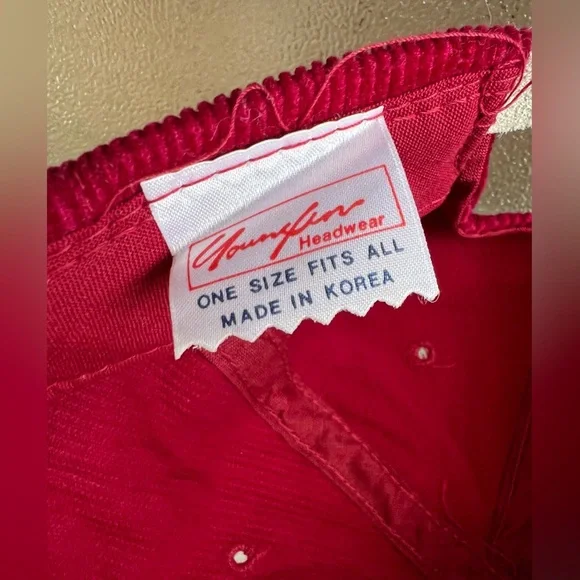 YoungAn
Headwear
ONE SIZE FITS ALL
MADE IN KOREA